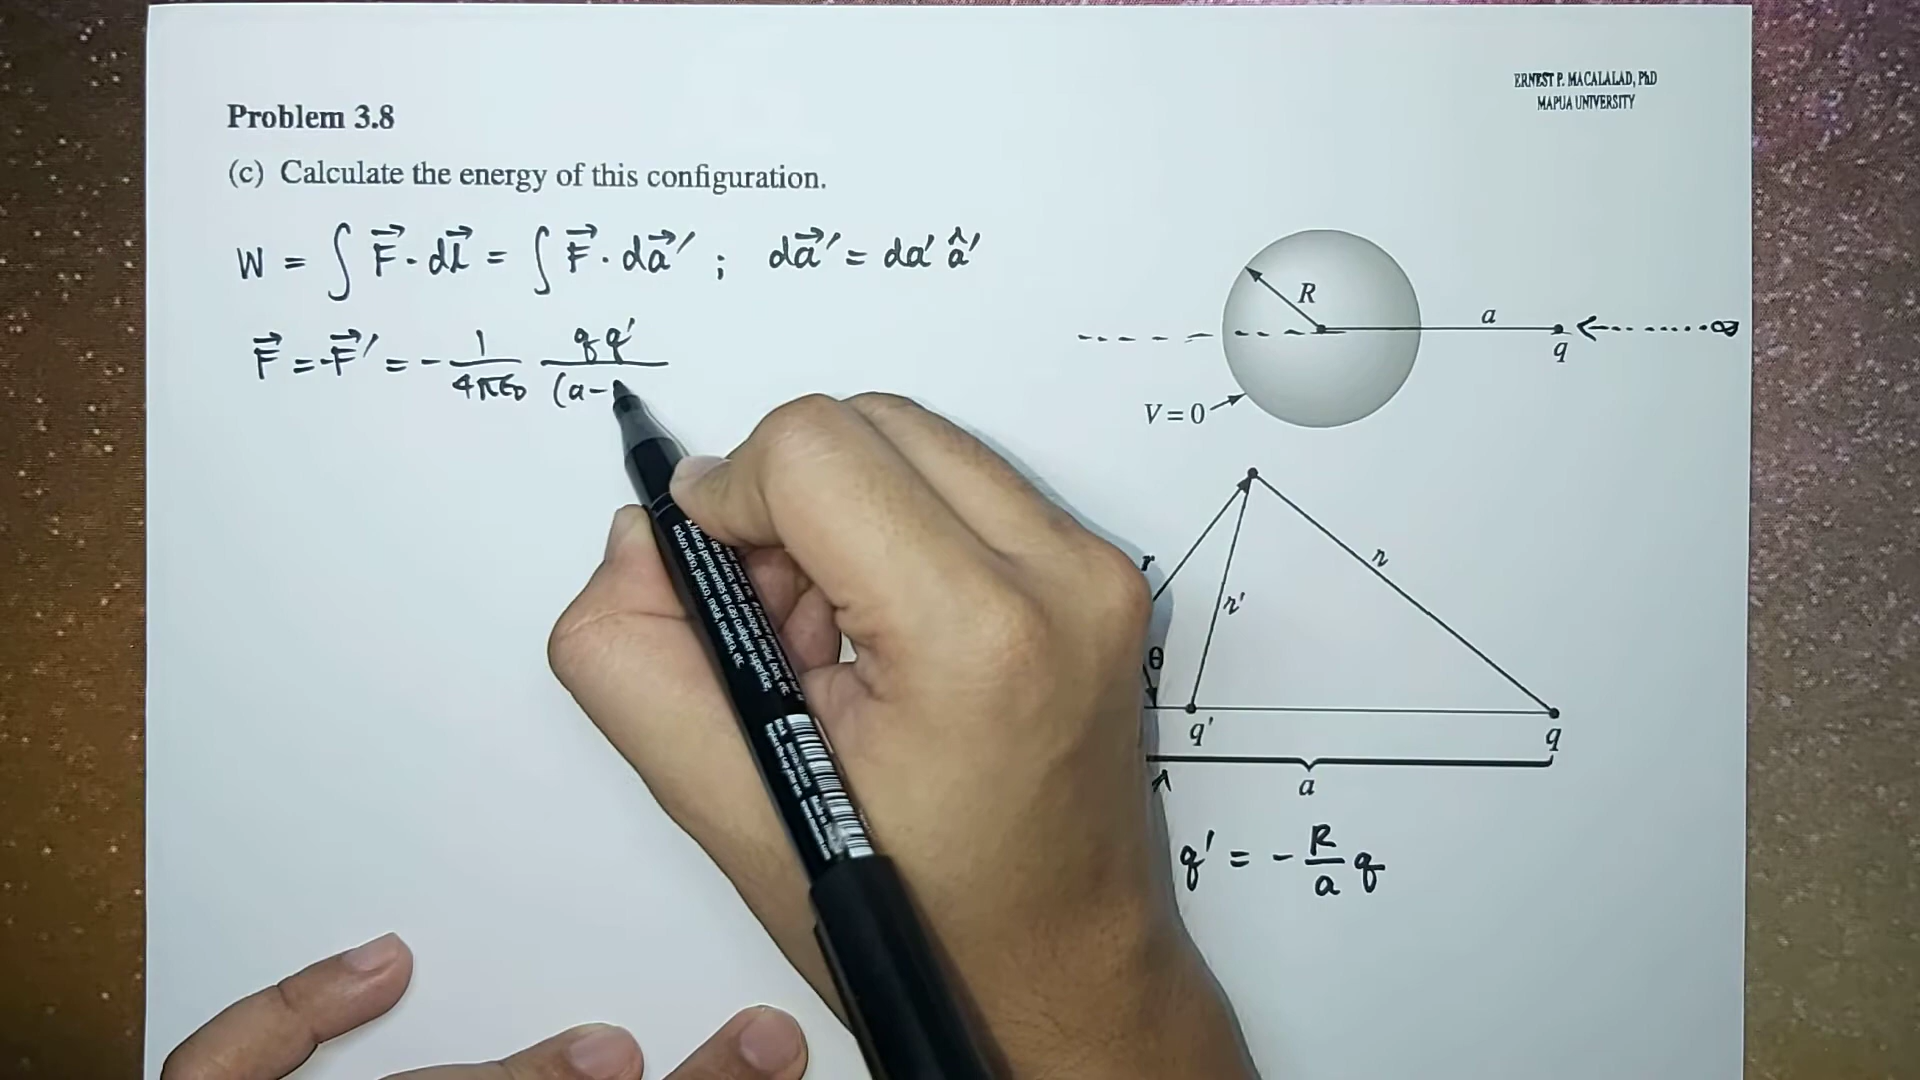 ERNEST P. MACALALAD, PhD
MAPUA UNIVERSITY
Problem 3.8
(c) Calculate the energy of this configuration.
W = ∫ F⃗ · dl⃗ = ∫ F⃗ · da⃗′ ; da⃗′ = da′ â′
F⃗ = -F⃗′ = - 1/4πε₀ qq′/(a-
R
a
q
∞
V = 0
r
r
r'
θ
q'
q
a
q′ = - R/a q